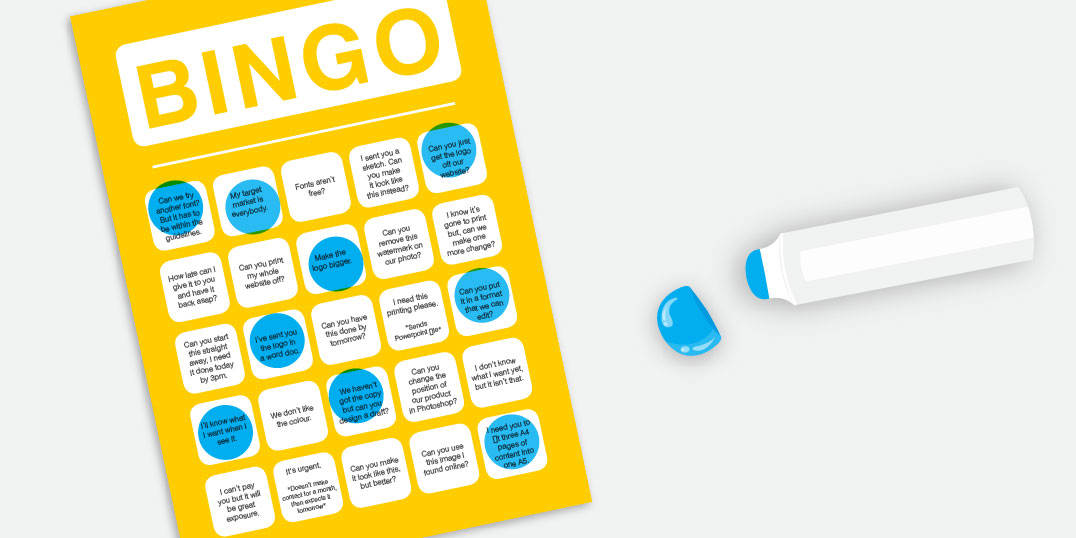 BINGO
Can we try
another font?
But it has to
be within the
guidelines.
My target
market is
everybody.
Fonts aren't
free?
I sent you a
sketch. Can
you make
it look like
this instead?
Can you just
get the logo
off our
website?
How late can I
give it to you
and have it
back asap?
Can you print
my whole
website off?
Make the
logo bigger.
Can you
remove this
watermark on
our photo?
I know it's
gone to print
but, can we
make one
more change?
Can you start
this straight
away, I need
it done today
by 3pm.
I've sent you
the logo in
a word doc.
Can you have
this done by
tomorrow?
I need this
printing please.
*Sends
Powerpoint ▯le*
Can you put
it in a format
that we can
edit?
I'll know what
I want when I
see it.
We don't like
the colour.
We haven't
got the copy
but can you
design a draft?
Can you
change the
position of
our product
in Photoshop?
I don't know
what I want yet,
but it isn't that.
I can't pay
you but it will
be great
exposure.
It's urgent.
*Doesn't make
contact for a month,
then expects it
tomorrow*
Can you make
it look like this,
but better?
Can you use
this image I
found online?
I need you to
▯t three A4
pages of
content into
one A5.